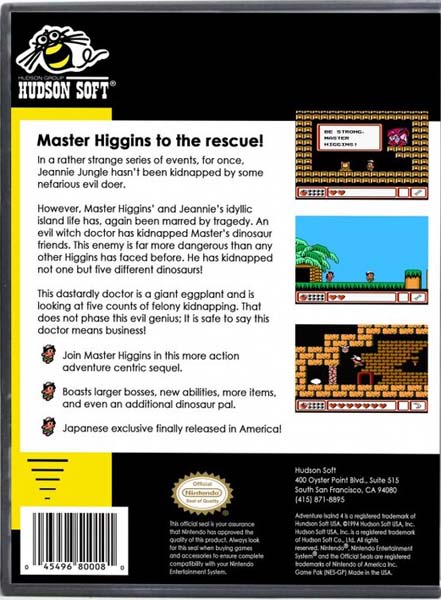 HUDSON GROUP
HUDSON SOFT®
Master Higgins to the rescue!
In a rather strange series of events, for once,
Jeannie Jungle hasn't been kidnapped by some
nefarious evil doer.
However, Master Higgins' and Jeannie's idyllic
island life has, again been marred by tragedy. An
evil witch doctor has kidnapped Master's dinosaur
friends. This enemy is far more dangerous than any
other Higgins has faced before. He has kidnapped
not one but five different dinosaurs!
This dastardly doctor is a giant eggplant and is
looking at five counts of felony kidnapping. That
does not phase this evil genius; It is safe to say this
doctor means business!
Join Master Higgins in this more action
adventure centric sequel.
Boasts larger bosses, new abilities, more items,
and even an additional dinosaur pal.
Japanese exclusive finally released in America!
BE STRONG,
MASTER
HIGGINS!
Official
Nintendo
Seal of Quality
This official seal is your assurance
that Nintendo has approved the
quality of this product. Always look
for this seal when buying games
and accessories to ensure complete
compatibility with your Nintendo
Entertainment System.
Hudson Soft
400 Oyster Point Blvd., Suite 515
South San Francisco, CA 94080
(415) 871-8895
Adventure Island 4 is a registered trademark of
Hundson Soft USA, Inc. ©1994 Hudson Soft USA, Inc.
Hudson Soft USA, Inc. is a registered trademark
of Hudson Soft Co., Ltd. All rights
reserved. Nintendo®, Nintendo Entertainment
System® and the Official Seals are registered
trademarks of Nintendo of America, Inc.
Game Pak (NES-GP) Made in the USA.
0 45496 80008 0